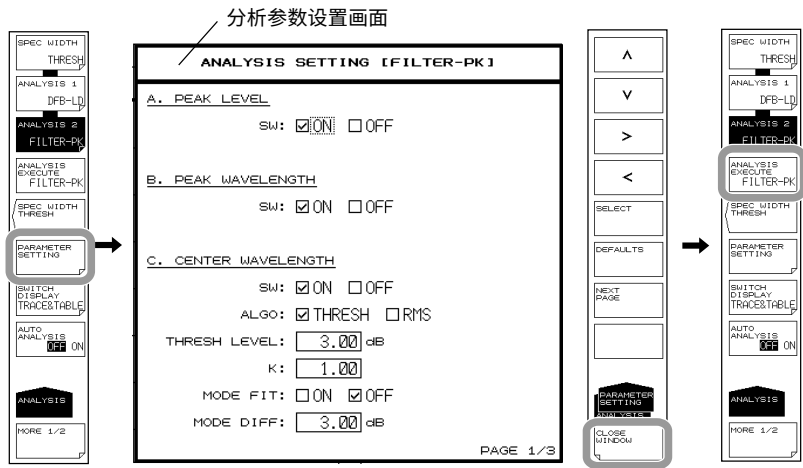 分析参数设置画面
SPEC WIDTH
THRESH
ANALYSIS 1
DFB-LD
ANALYSIS 2
FILTER-PK
ANALYSIS
EXECUTE
FILTER-PK
SPEC WIDTH
THRESH
PARAMETER
SETTING
SWITCH
DISPLAY
TRACE&TABLE
AUTO
ANALYSIS
OFF ON
ANALYSIS
MORE 1/2
ANALYSIS SETTING [FILTER-PK]
A. PEAK LEVEL
SW: ☑ON ☐OFF
B. PEAK WAVELENGTH
SW: ☑ON ☐OFF
C. CENTER WAVELENGTH
SW: ☑ON ☐OFF
ALGO: ☑THRESH ☐RMS
THRESH LEVEL: 3.00 dB
K: 1.00
MODE FIT: ☐ON ☑OFF
MODE DIFF: 3.00 dB
PAGE 1/3
∧
∨
>
<
SELECT
DEFAULTS
NEXT
PAGE
PARAMETER
SETTING
ANALYSIS
CLOSE
WINDOW
SPEC WIDTH
THRESH
ANALYSIS 1
DFB-LD
ANALYSIS 2
FILTER-PK
ANALYSIS
EXECUTE
FILTER-PK
SPEC WIDTH
THRESH
PARAMETER
SETTING
SWITCH
DISPLAY
TRACE&TABLE
AUTO
ANALYSIS
OFF ON
ANALYSIS
MORE 1/2